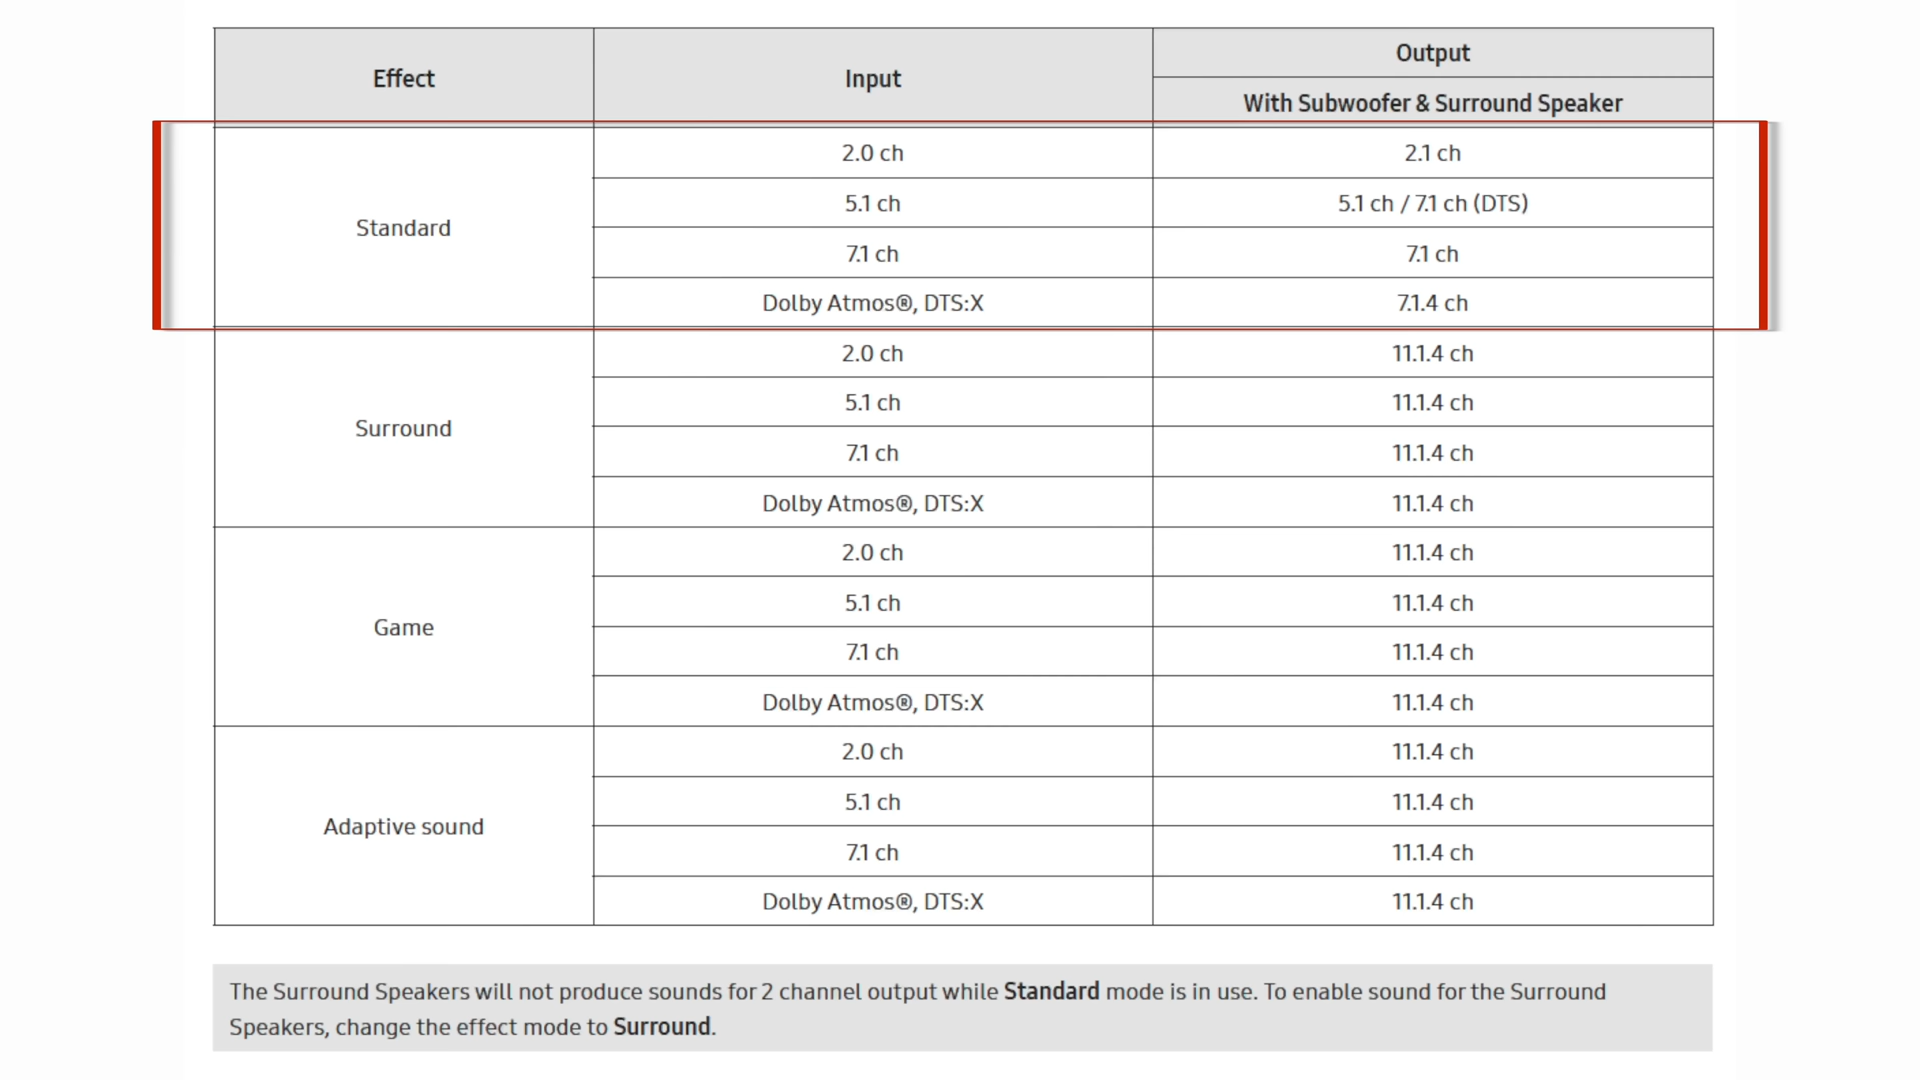 Effect Input Output
With Subwoofer & Surround Speaker
Standard
2.0 ch 2.1 ch
5.1 ch 5.1 ch / 7.1 ch (DTS)
7.1 ch 7.1 ch
Dolby Atmos®, DTS:X 7.1.4 ch
Surround
2.0 ch 11.1.4 ch
5.1 ch 11.1.4 ch
7.1 ch 11.1.4 ch
Dolby Atmos®, DTS:X 11.1.4 ch
Game
2.0 ch 11.1.4 ch
5.1 ch 11.1.4 ch
7.1 ch 11.1.4 ch
Dolby Atmos®, DTS:X 11.1.4 ch
Adaptive sound
2.0 ch 11.1.4 ch
5.1 ch 11.1.4 ch
7.1 ch 11.1.4 ch
Dolby Atmos®, DTS:X 11.1.4 ch
The Surround Speakers will not produce sounds for 2 channel output while Standard mode is in use. To enable sound for the Surround
Speakers, change the effect mode to Surround.